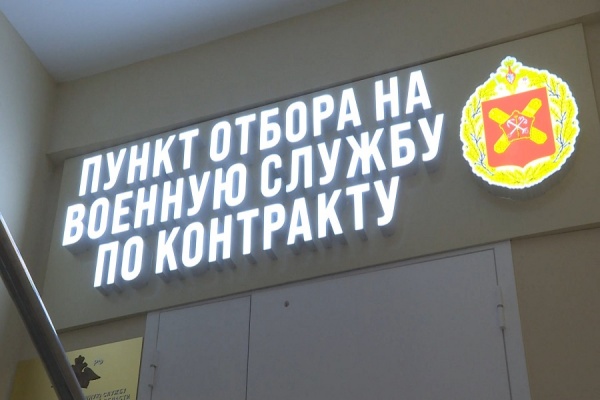 ПУНКТ ОТБОРА НА
ВОЕННУЮ СЛУЖБУ
ПО КОНТРАКТУ